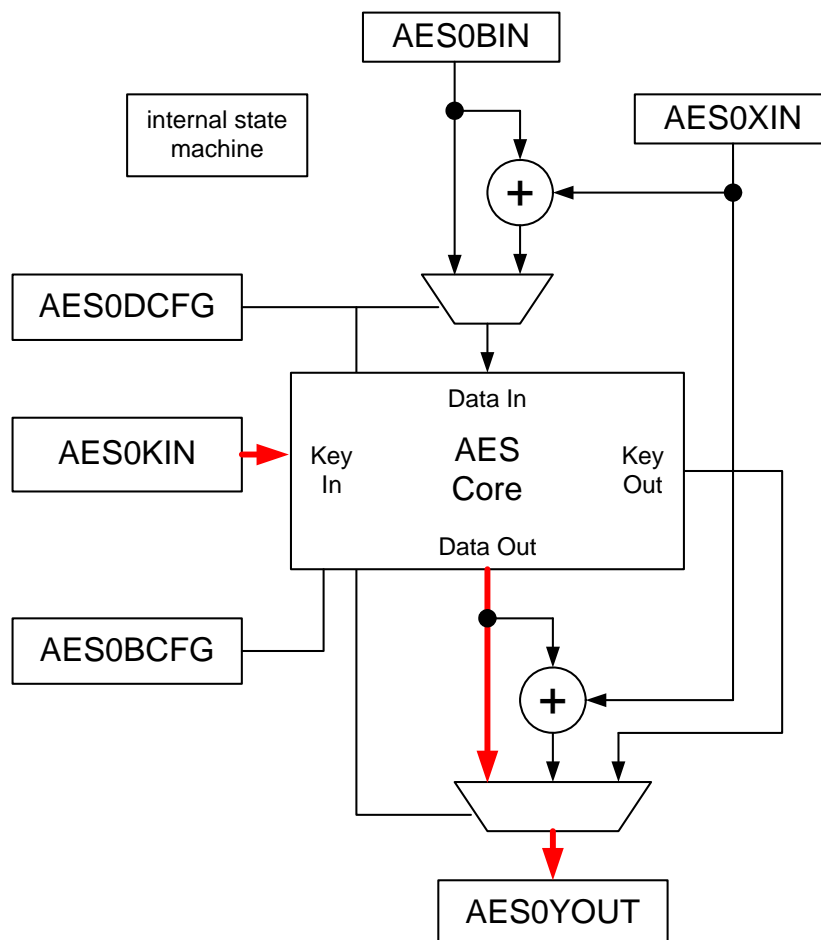 AES0BIN
internal state
machine
AES0XIN
+
AES0DCFG
Data In
AES0KIN
Key
In
AES
Core
Key
Out
Data Out
AES0BCFG
+
AES0YOUT